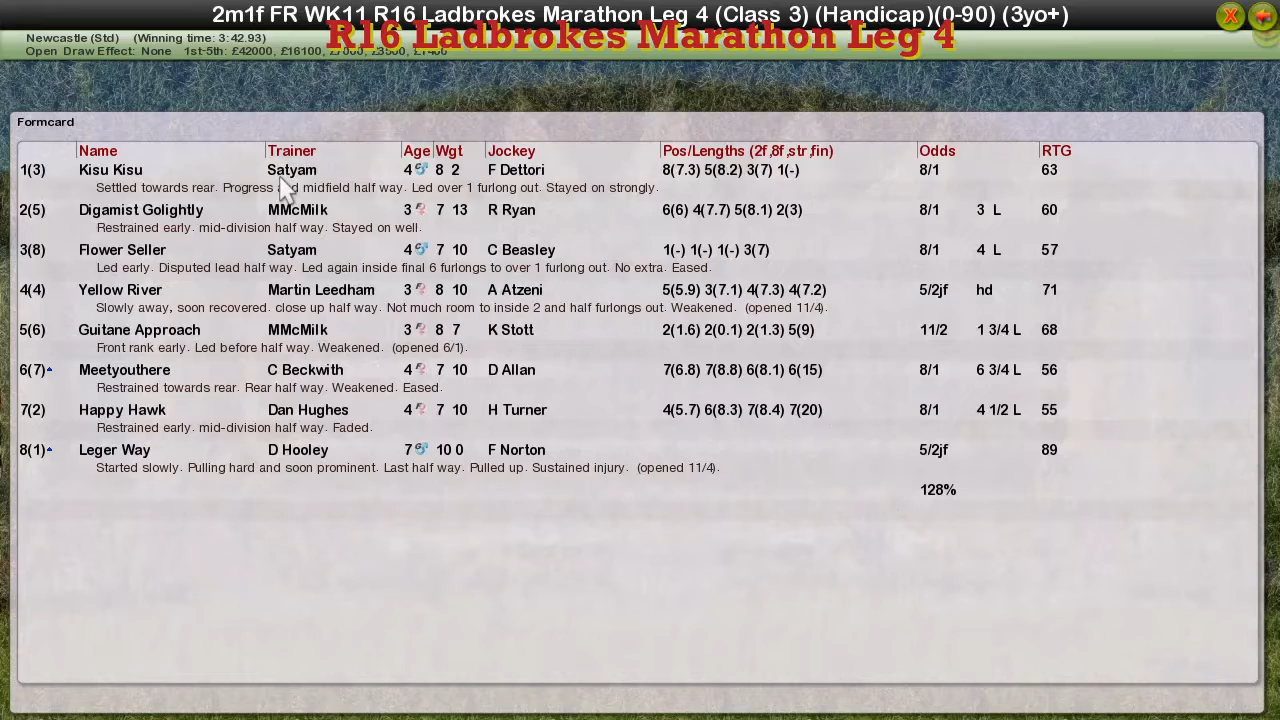 2m1f FR WK11 R16 Ladbrokes Marathon Leg 4 (Class 3) (Handicap)(0-90) (3yo+)
R16 Ladbrokes Marathon Leg 4
Newcastle (Std) (Winning time: 3:42.93)
Open Draw Effect: None 1st-5th: £42000, £16100, £7000, £3500, £1400
Formcard
Name Trainer Age Wgt Jockey Pos/Lengths (2f,8f,str,fin) Odds RTG
1(3) Kisu Kisu Satyam 4 8 2 F Dettori 8(7.3) 5(8.2) 3(7) 1(-) 8/1 63
Settled towards rear. Progress and midfield half way. Led over 1 furlong out. Stayed on strongly.
2(5) Digamist Golightly MMcMilk 3 7 13 R Ryan 6(6) 4(7.7) 5(8.1) 2(3) 8/1 3 L 60
Restrained early. mid-division half way. Stayed on well.
3(8) Flower Seller Satyam 4 7 10 C Beasley 1(-) 1(-) 1(-) 3(7) 8/1 4 L 57
Led early. Disputed lead half way. Led again inside final 6 furlongs to over 1 furlong out. No extra. Eased.
4(4) Yellow River Martin Leedham 3 8 10 A Atzeni 5(5.9) 3(7.1) 4(7.3) 4(7.2) 5/2jf hd 71
Slowly away, soon recovered. close up half way. Not much room to inside 2 and half furlongs out. Weakened. (opened 11/4).
5(6) Guitane Approach MMcMilk 3 8 7 K Stott 2(1.6) 2(0.1) 2(1.3) 5(9) 11/2 1 3/4 L 68
Front rank early. Led before half way. Weakened. (opened 6/1).
6(7) Meetyouthere C Beckwith 4 7 10 D Allan 7(6.8) 7(8.8) 6(8.1) 6(15) 8/1 6 3/4 L 56
Restrained towards rear. Rear half way. Weakened. Eased.
7(2) Happy Hawk Dan Hughes 4 7 10 H Turner 4(5.7) 6(8.3) 7(8.4) 7(20) 8/1 4 1/2 L 55
Restrained early. mid-division half way. Faded.
8(1) Leger Way D Hooley 7 10 0 F Norton 5/2jf 89
Started slowly. Pulling hard and soon prominent. Last half way. Pulled up. Sustained injury. (opened 11/4).
128%